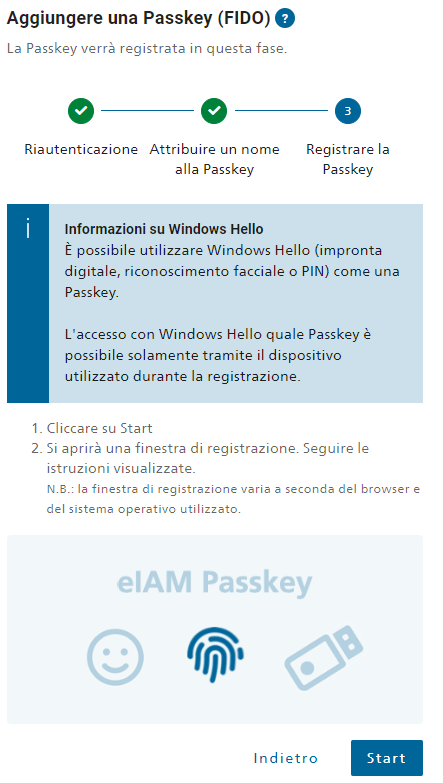 Aggiungere una Passkey (FIDO) ?
La Passkey verrà registrata in questa fase.
3
Riautenticazione
Attribuire un nome
alla Passkey
Registrare la
Passkey
i
Informazioni su Windows Hello
È possibile utilizzare Windows Hello (impronta
digitale, riconoscimento facciale o PIN) come una
Passkey.
L'accesso con Windows Hello quale Passkey è
possibile solamente tramite il dispositivo
utilizzato durante la registrazione.
1. Cliccare su Start
2. Si aprirà una finestra di registrazione. Seguire le
istruzioni visualizzate.
N.B.: la finestra di registrazione varia a seconda del browser e
del sistema operativo utilizzato.
eIAM Passkey
Indietro
Start